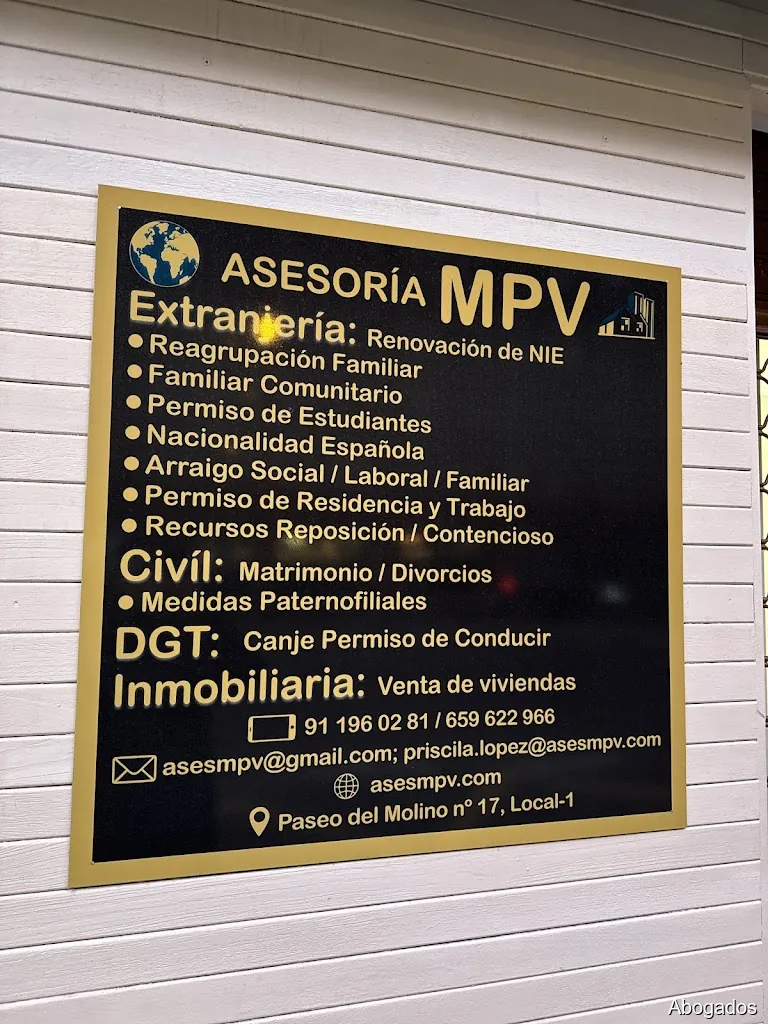 ASESORÍA MPV
Extranjería: Renovación de NIE
● Reagrupación Familiar
● Familiar Comunitario
● Permiso de Estudiantes
● Nacionalidad Española
● Arraigo Social / Laboral / Familiar
● Permiso de Residencia y Trabajo
● Recursos Reposición / Contencioso
Civíl: Matrimonio / Divorcios
● Medidas Paternofiliales
DGT: Canje Permiso de Conducir
Inmobiliaria: Venta de viviendas
91 196 02 81 / 659 622 966
asesmpv@gmail.com; priscila.lopez@asesmpv.com
asesmpv.com
Paseo del Molino nº 17, Local-1
Abogados